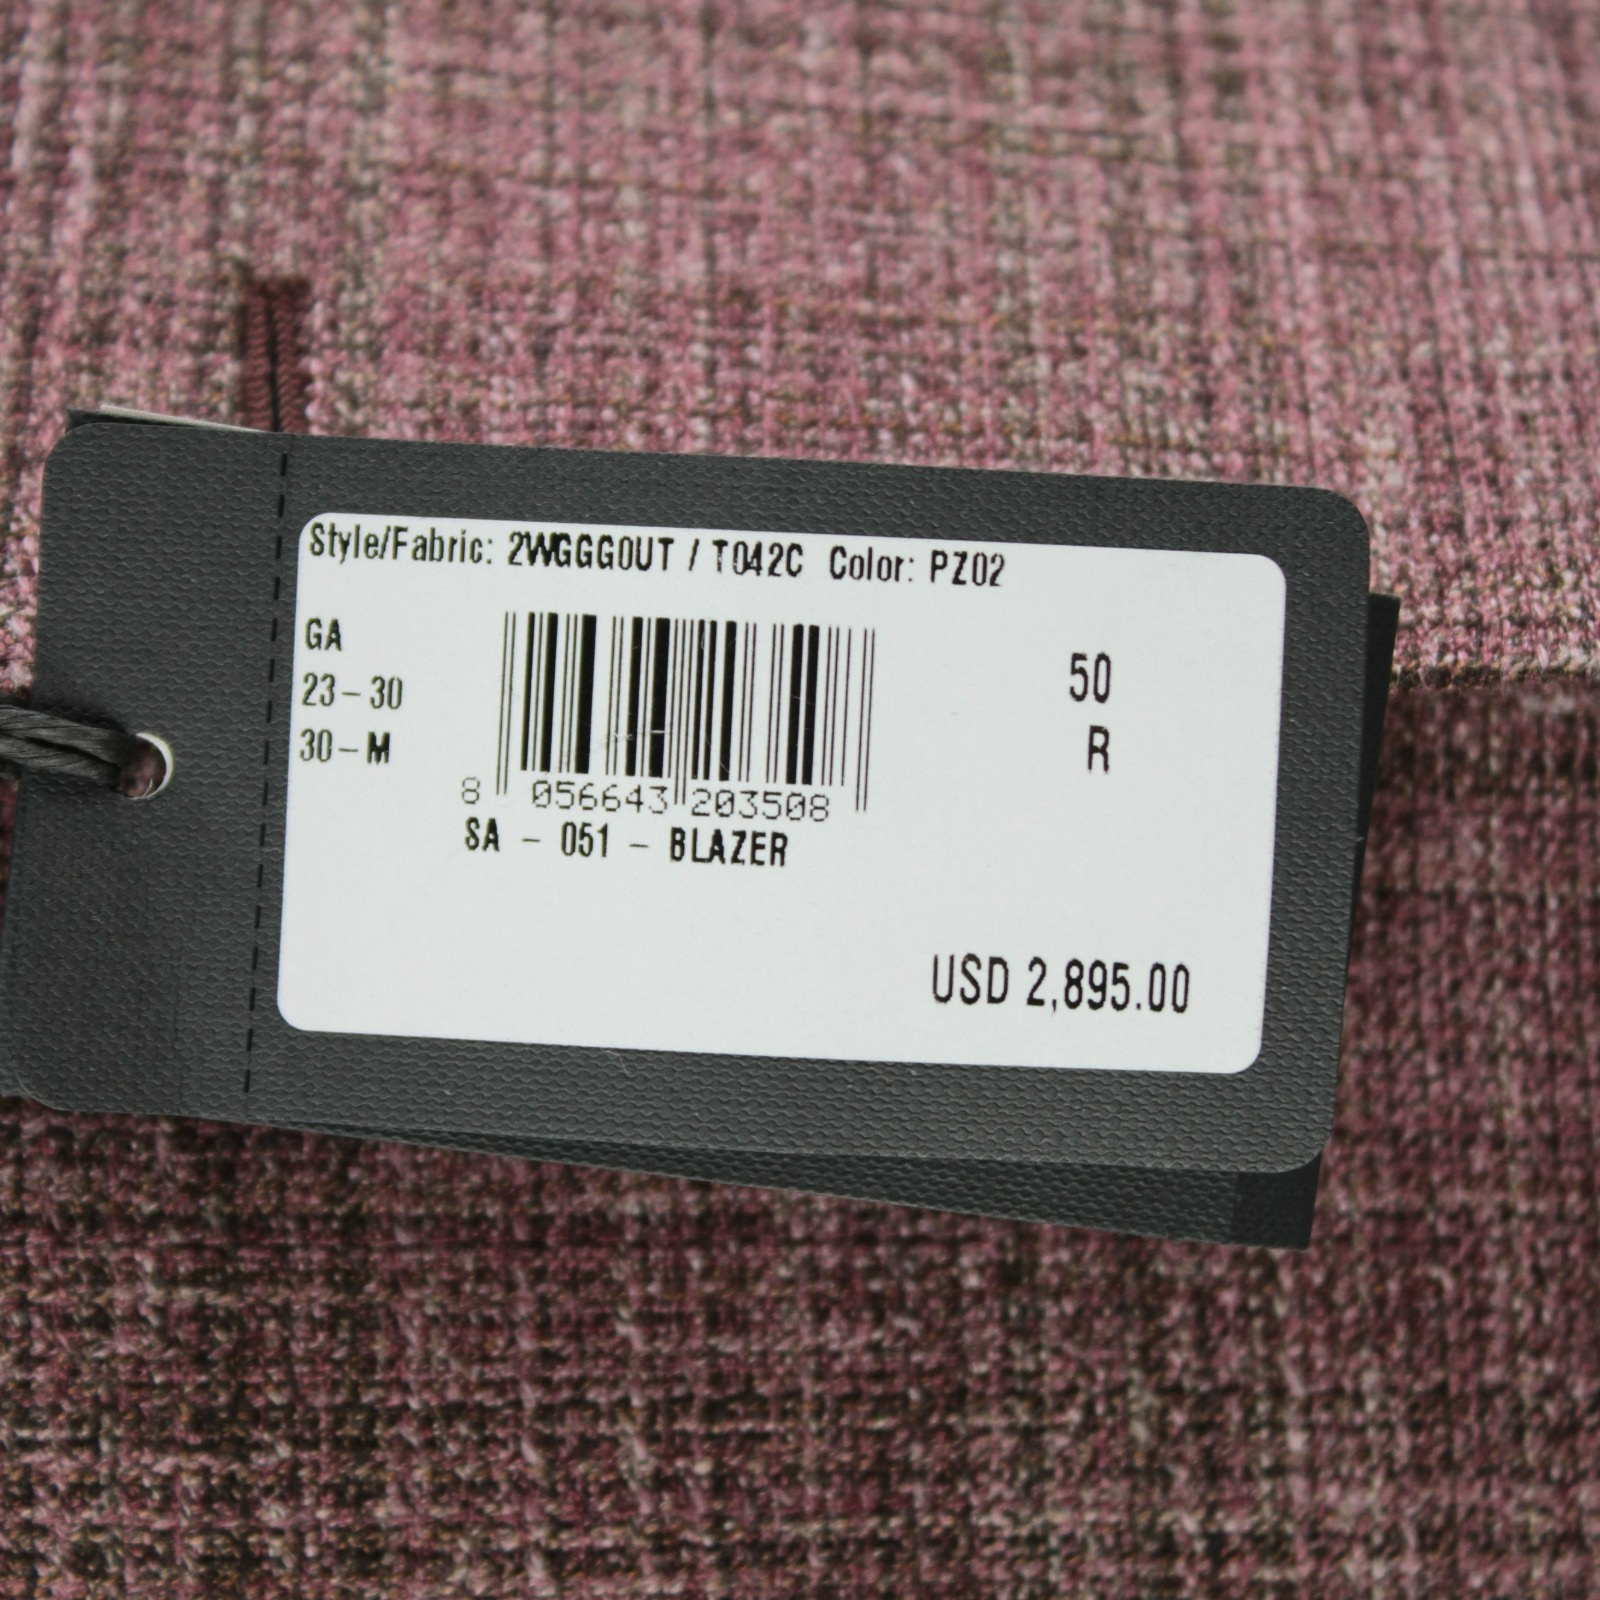 Style/Fabric: 2WGGG0UT / T042C Color: PZ02
GA
23-30
30-M
50
R
8 056643 203508
SA - 051 - BLAZER
USD 2,895.00